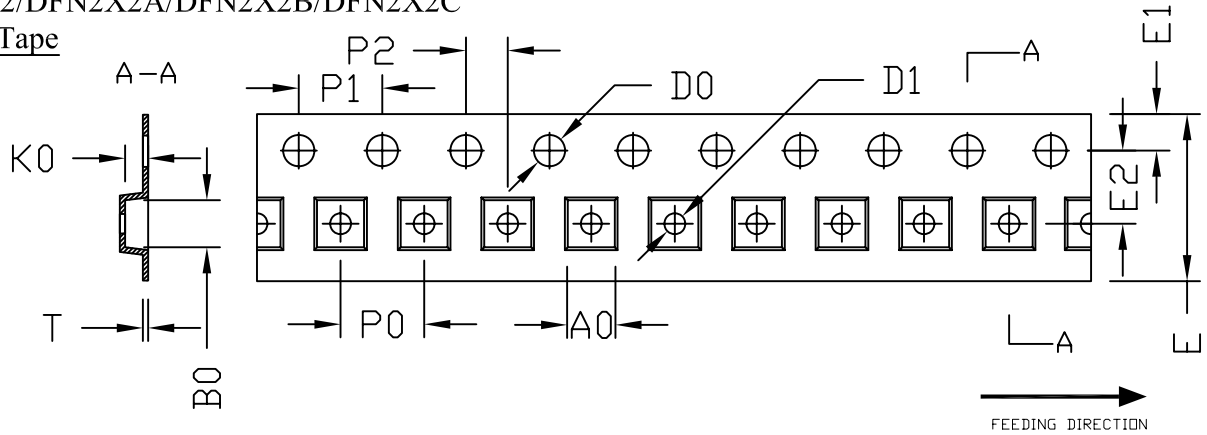 2/DFN2X2A/DFN2X2B/DFN2X2C
Tape
A-A
P2
P1
D0
D1
A
E1
K0
E2
T
P0
A0
A
E
B0
FEEDING DIRECTION